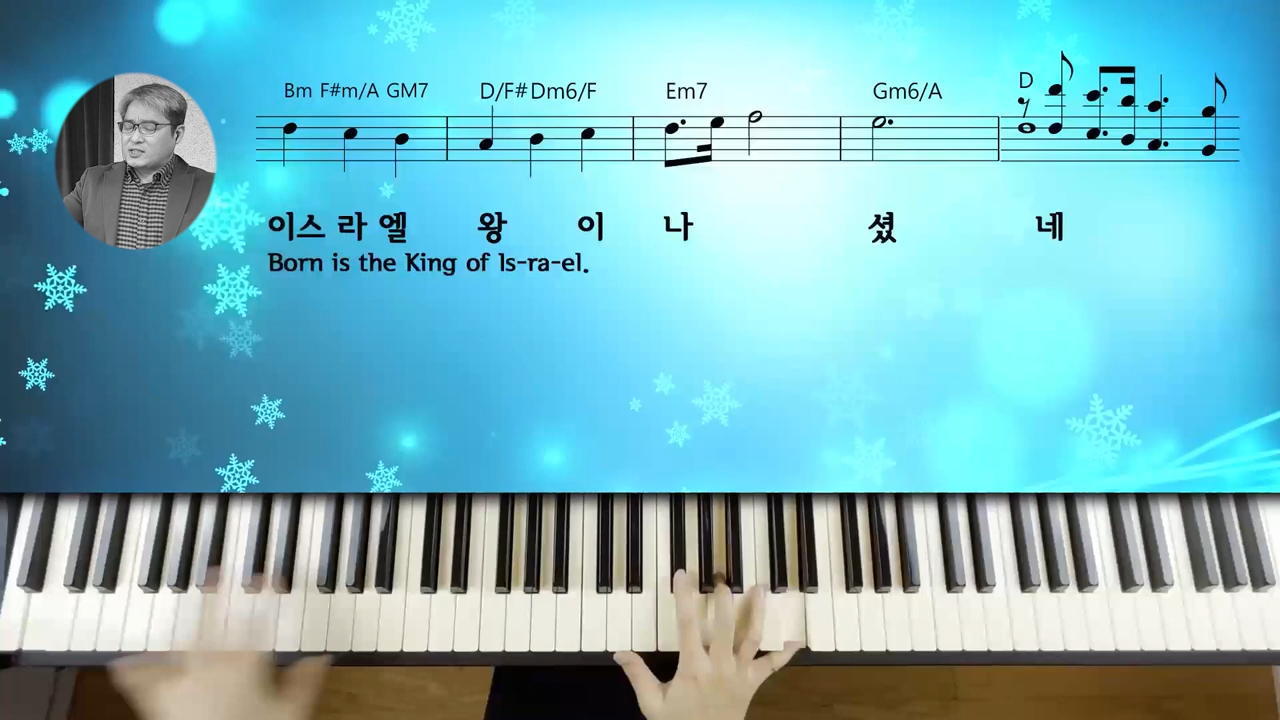 Bm F#m/A GM7 D/F# Dm6/F Em7 Gm6/A D
이스 라 엘 왕 이 나 셨 네
Born is the King of Is-ra-el.